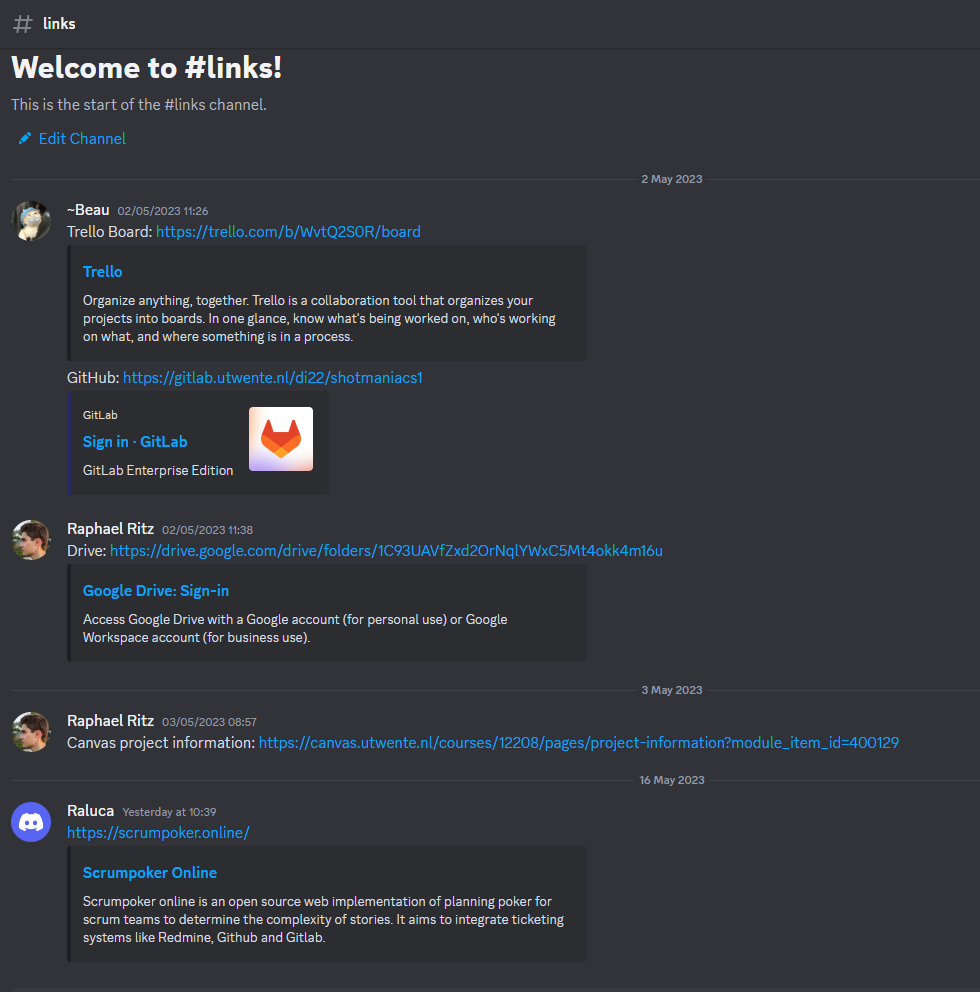 # links
Welcome to #links!
This is the start of the #links channel.
Edit Channel
2 May 2023
~Beau 02/05/2023 11:26
Trello Board: https://trello.com/b/WvtQ2S0R/board
Trello
Organize anything, together. Trello is a collaboration tool that organizes your
projects into boards. In one glance, know what's being worked on, who's working
on what, and where something is in a process.
GitHub: https://gitlab.utwente.nl/di22/shotmaniacs1
GitLab
Sign in · GitLab
GitLab Enterprise Edition
Raphael Ritz 02/05/2023 11:38
Drive: https://drive.google.com/drive/folders/1C93UAVfZxd2OrNqlYWxC5Mt4okk4m16u
Google Drive: Sign-in
Access Google Drive with a Google account (for personal use) or Google
Workspace account (for business use).
3 May 2023
Raphael Ritz 03/05/2023 08:57
Canvas project information: https://canvas.utwente.nl/courses/12208/pages/project-information?module_item_id=400129
16 May 2023
Raluca Yesterday at 10:39
https://scrumpoker.online/
Scrumpoker Online
Scrumpoker online is an open source web implementation of planning poker for
scrum teams to determine the complexity of stories. It aims to integrate ticketing
systems like Redmine, Github and Gitlab.